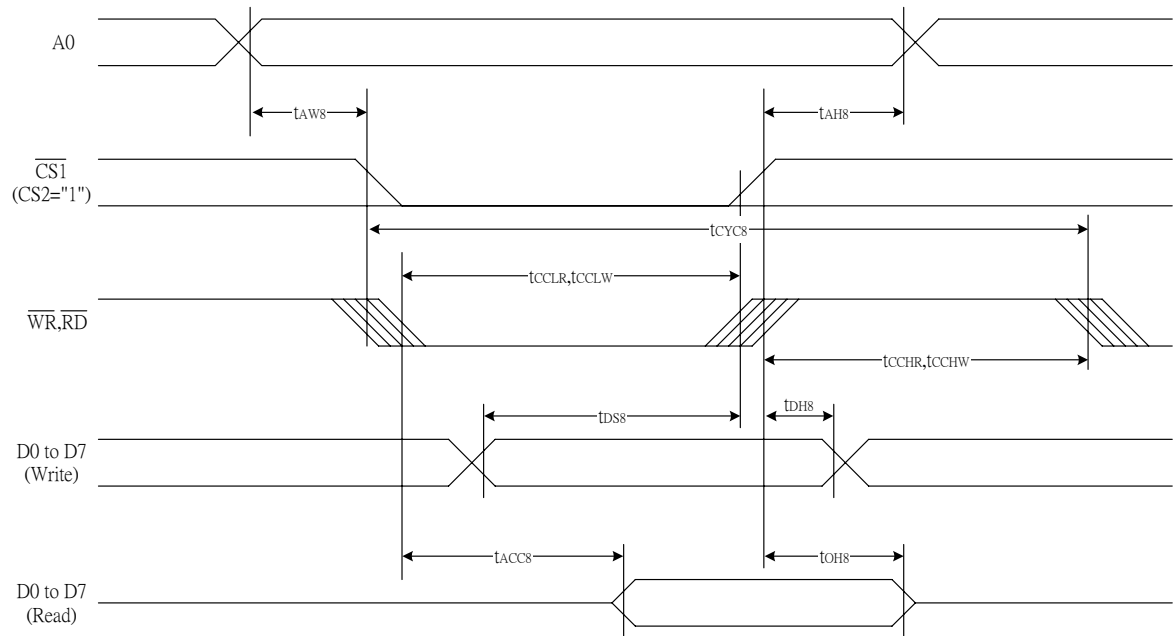 A0
tAW8
tAH8
CS1
(CS2="1")
tCYC8
tCCLR,tCCLW
WR,RD
tCCHR,tCCHW
tDS8
tDH8
D0 to D7
(Write)
tACC8
tOH8
D0 to D7
(Read)